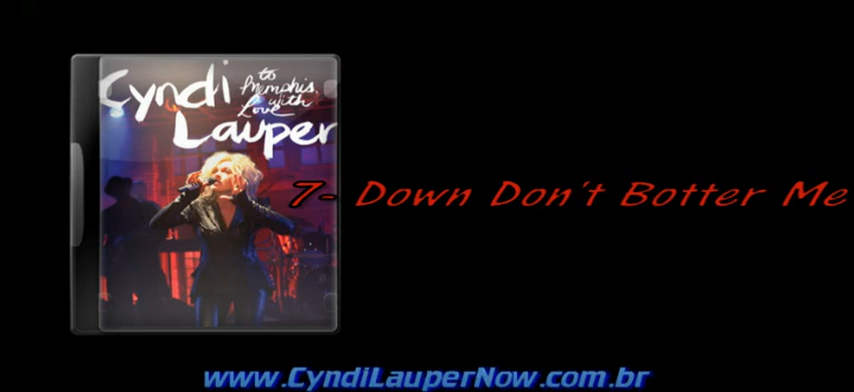 Cyndi
to
Memphis,
with
Love
Lauper
7- Down Don't Botter Me
www.CyndiLauperNow.com.br